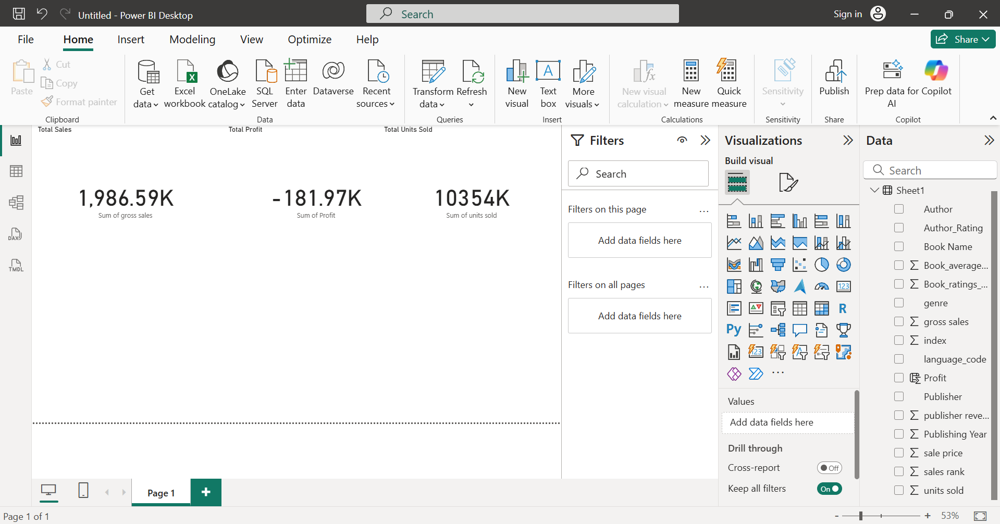 Untitled - Power BI Desktop
Search
Sign in
File
Home
Insert
Modeling
View
Optimize
Help
Share
Paste
Cut
Copy
Format painter
Clipboard
Get data
Excel workbook
OneLake catalog
SQL Server
Enter data
Dataverse
Recent sources
Data
Transform data
Refresh
Queries
New visual
Text box
More visuals
Insert
New visual calculation
New measure
Quick measure
Calculations
Sensitivity
Sensitivity
Publish
Share
Prep data for AI
Copilot
Copilot
DAX
TMDL
Total Sales
Total Profit
Total Units Sold
1,986.59K
Sum of gross sales
-181.97K
Sum of Profit
10354K
Sum of units sold
Filters
Search
Filters on this page
...
Add data fields here
Filters on all pages
...
Add data fields here
Visualizations
Build visual
123
R
Py
123
...
Values
Add data fields here
Drill through
Cross-report
Off
Keep all filters
On
Data
Search
Sheet1
Author
Author_Rating
Book Name
Σ Book_average...
Σ Book_ratings_...
genre
Σ gross sales
Σ index
language_code
Profit
Publisher
Σ publisher reve...
Σ Publishing Year
Σ sale price
Σ sales rank
Σ units sold
Page 1
+
Page 1 of 1
- + 53%